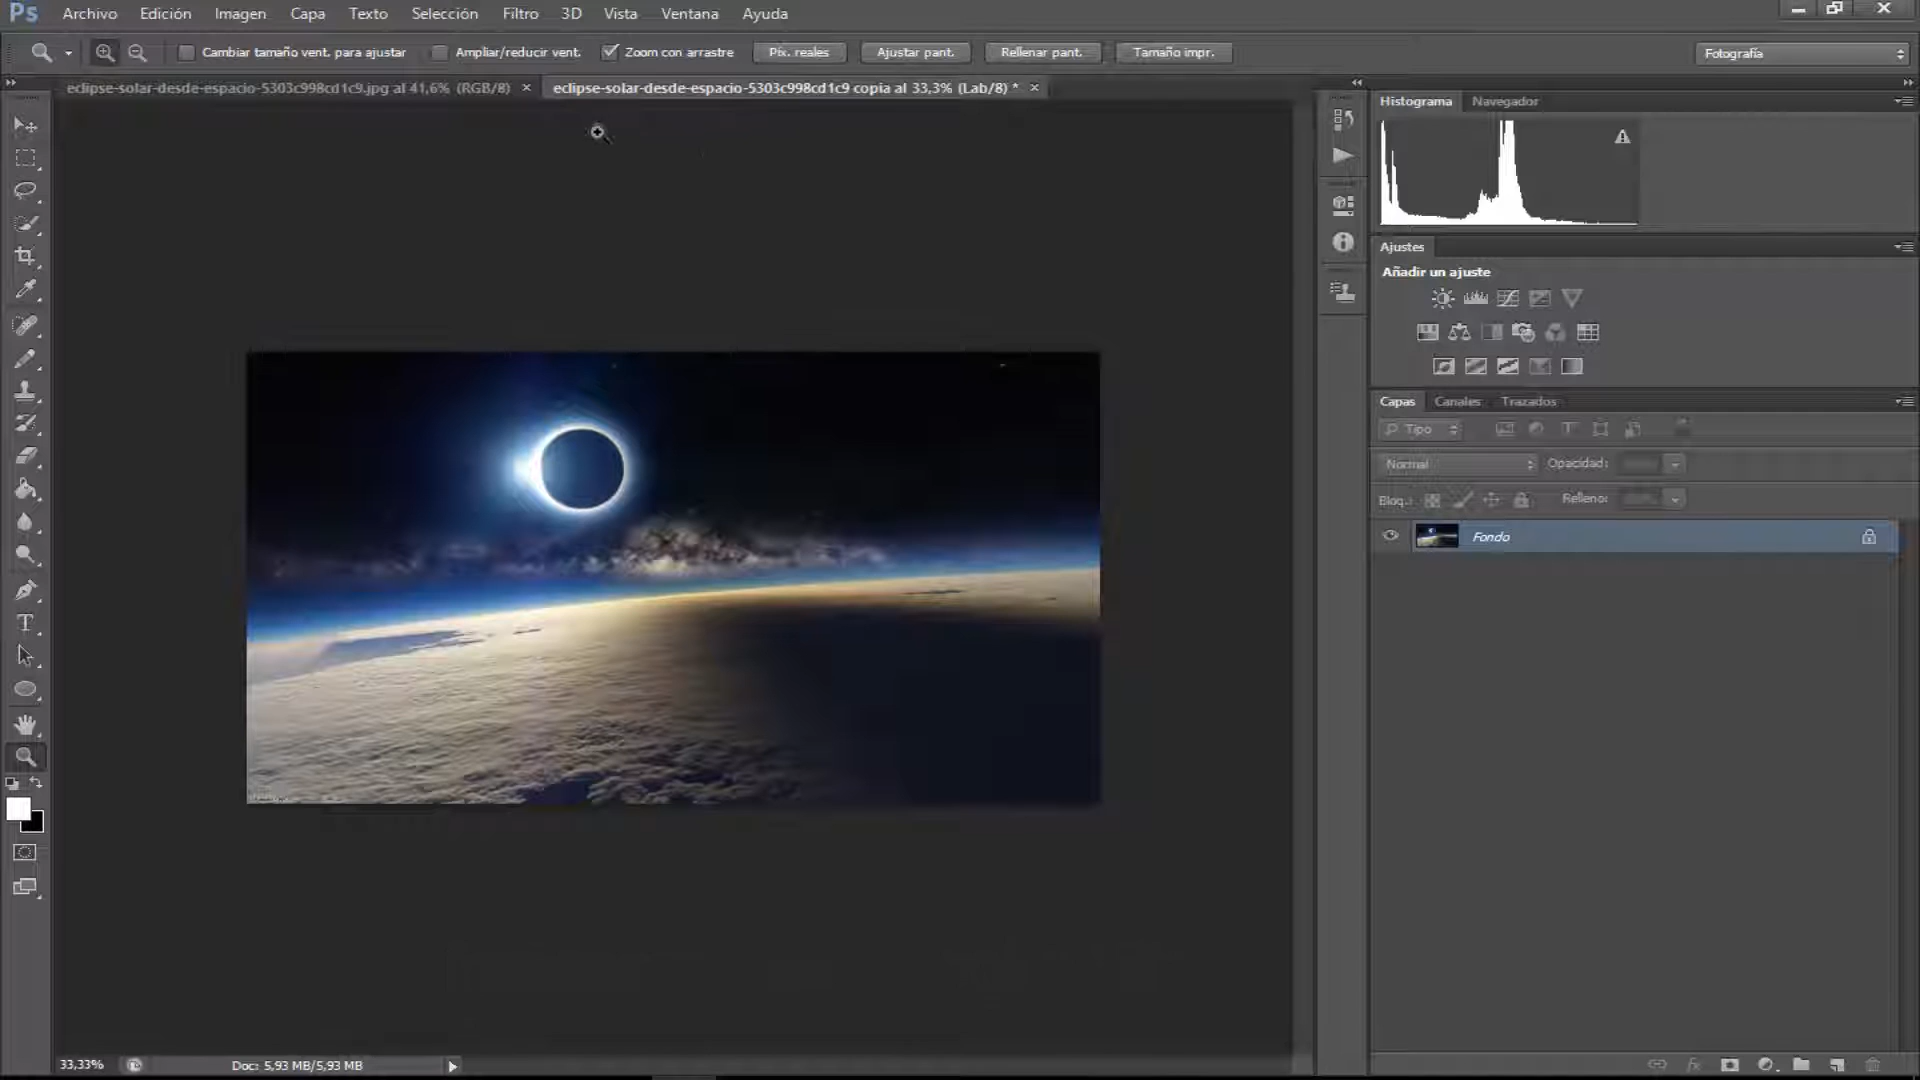 Ps Archivo Edición Imagen Capa Texto Selección Filtro 3D Vista Ventana Ayuda
Cambiar tamaño vent. para ajustar Ampliar/reducir vent. Zoom con arrastre Píx. reales Ajustar pant. Rellenar pant. Tamaño impr. Fotografía
eclipse-solar-desde-espacio-5303c998cd1c9.jpg al 41,6% (RGB/8) × eclipse-solar-desde-espacio-5303c998cd1c9 copia al 33,3% (Lab/8) * ×
Histograma Navegador
Ajustes
Añadir un ajuste
Capas Canales Trazados
Tipo
Normal Opacidad:
Bloq.: Relleno:
Fondo
T
fx
33,33% Doc: 5,93 MB/5,93 MB